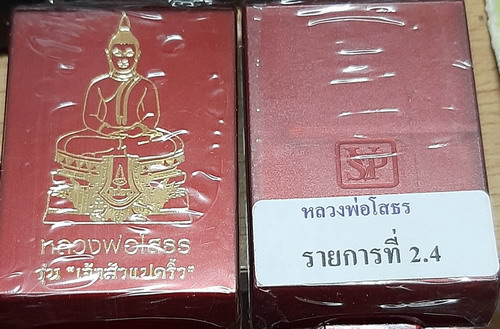 หลวงพ่อโสธร
รุ่น "เจ้าสัวแปดริ้ว"
SP
หลวงพ่อโสธร
รายการที่ 2.4